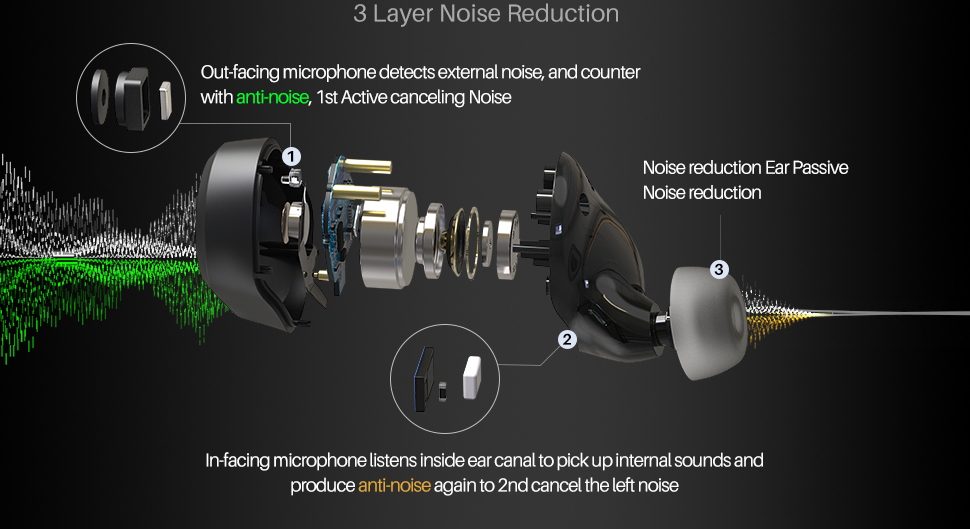 3 Layer Noise Reduction
Out-facing microphone detects external noise, and counter
with anti-noise, 1st Active canceling Noise
1
Noise reduction Ear Passive
Noise reduction
3
2
In-facing microphone listens inside ear canal to pick up internal sounds and
produce anti-noise again to 2nd cancel the left noise